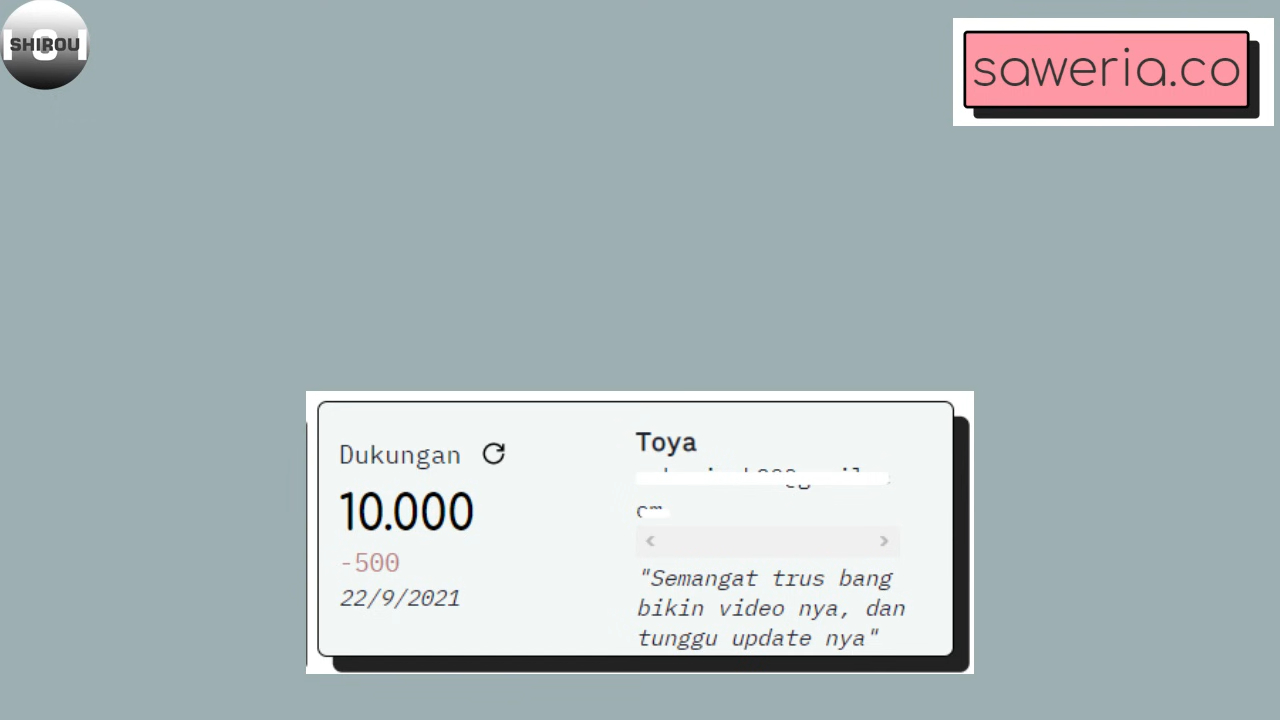 SHIROU
saweria.co
Dukungan
10.000
-500
22/9/2021
Toya
"Semangat trus bang
bikin video nya, dan
tunggu update nya"